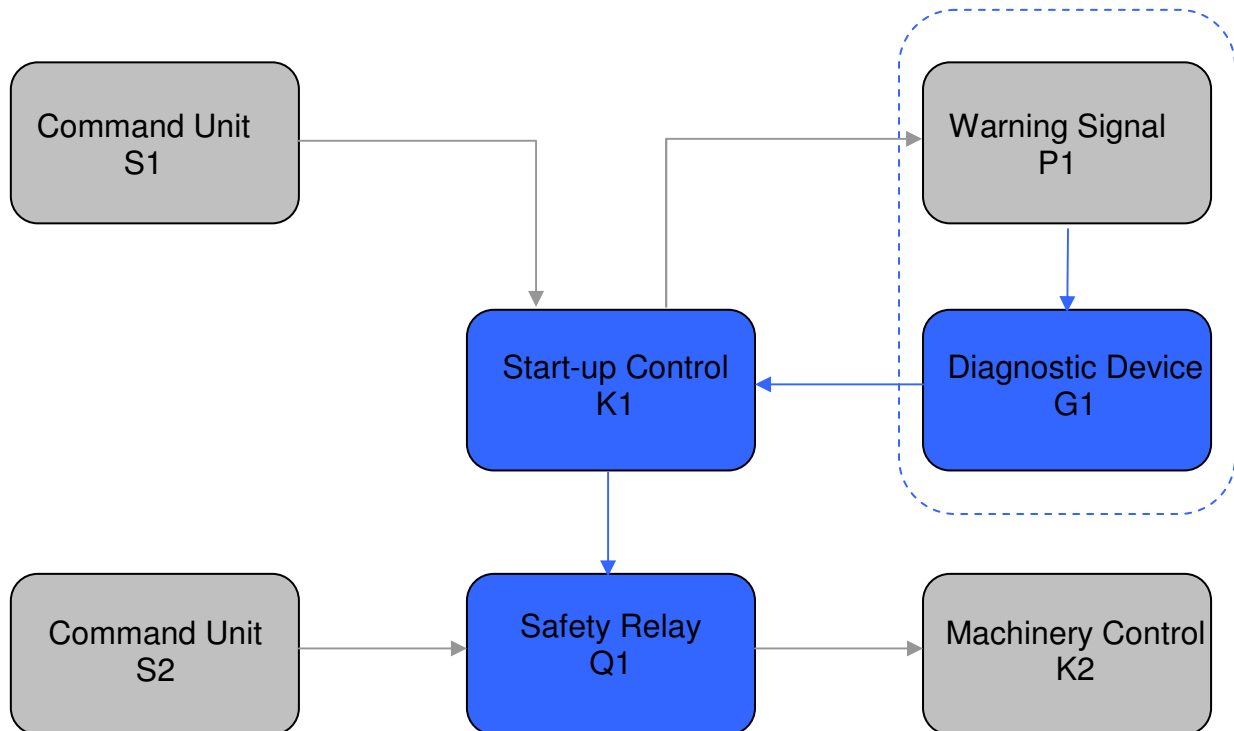 Command Unit
S1
Warning Signal
P1
Start-up Control
K1
Diagnostic Device
G1
Command Unit
S2
Safety Relay
Q1
Machinery Control
K2